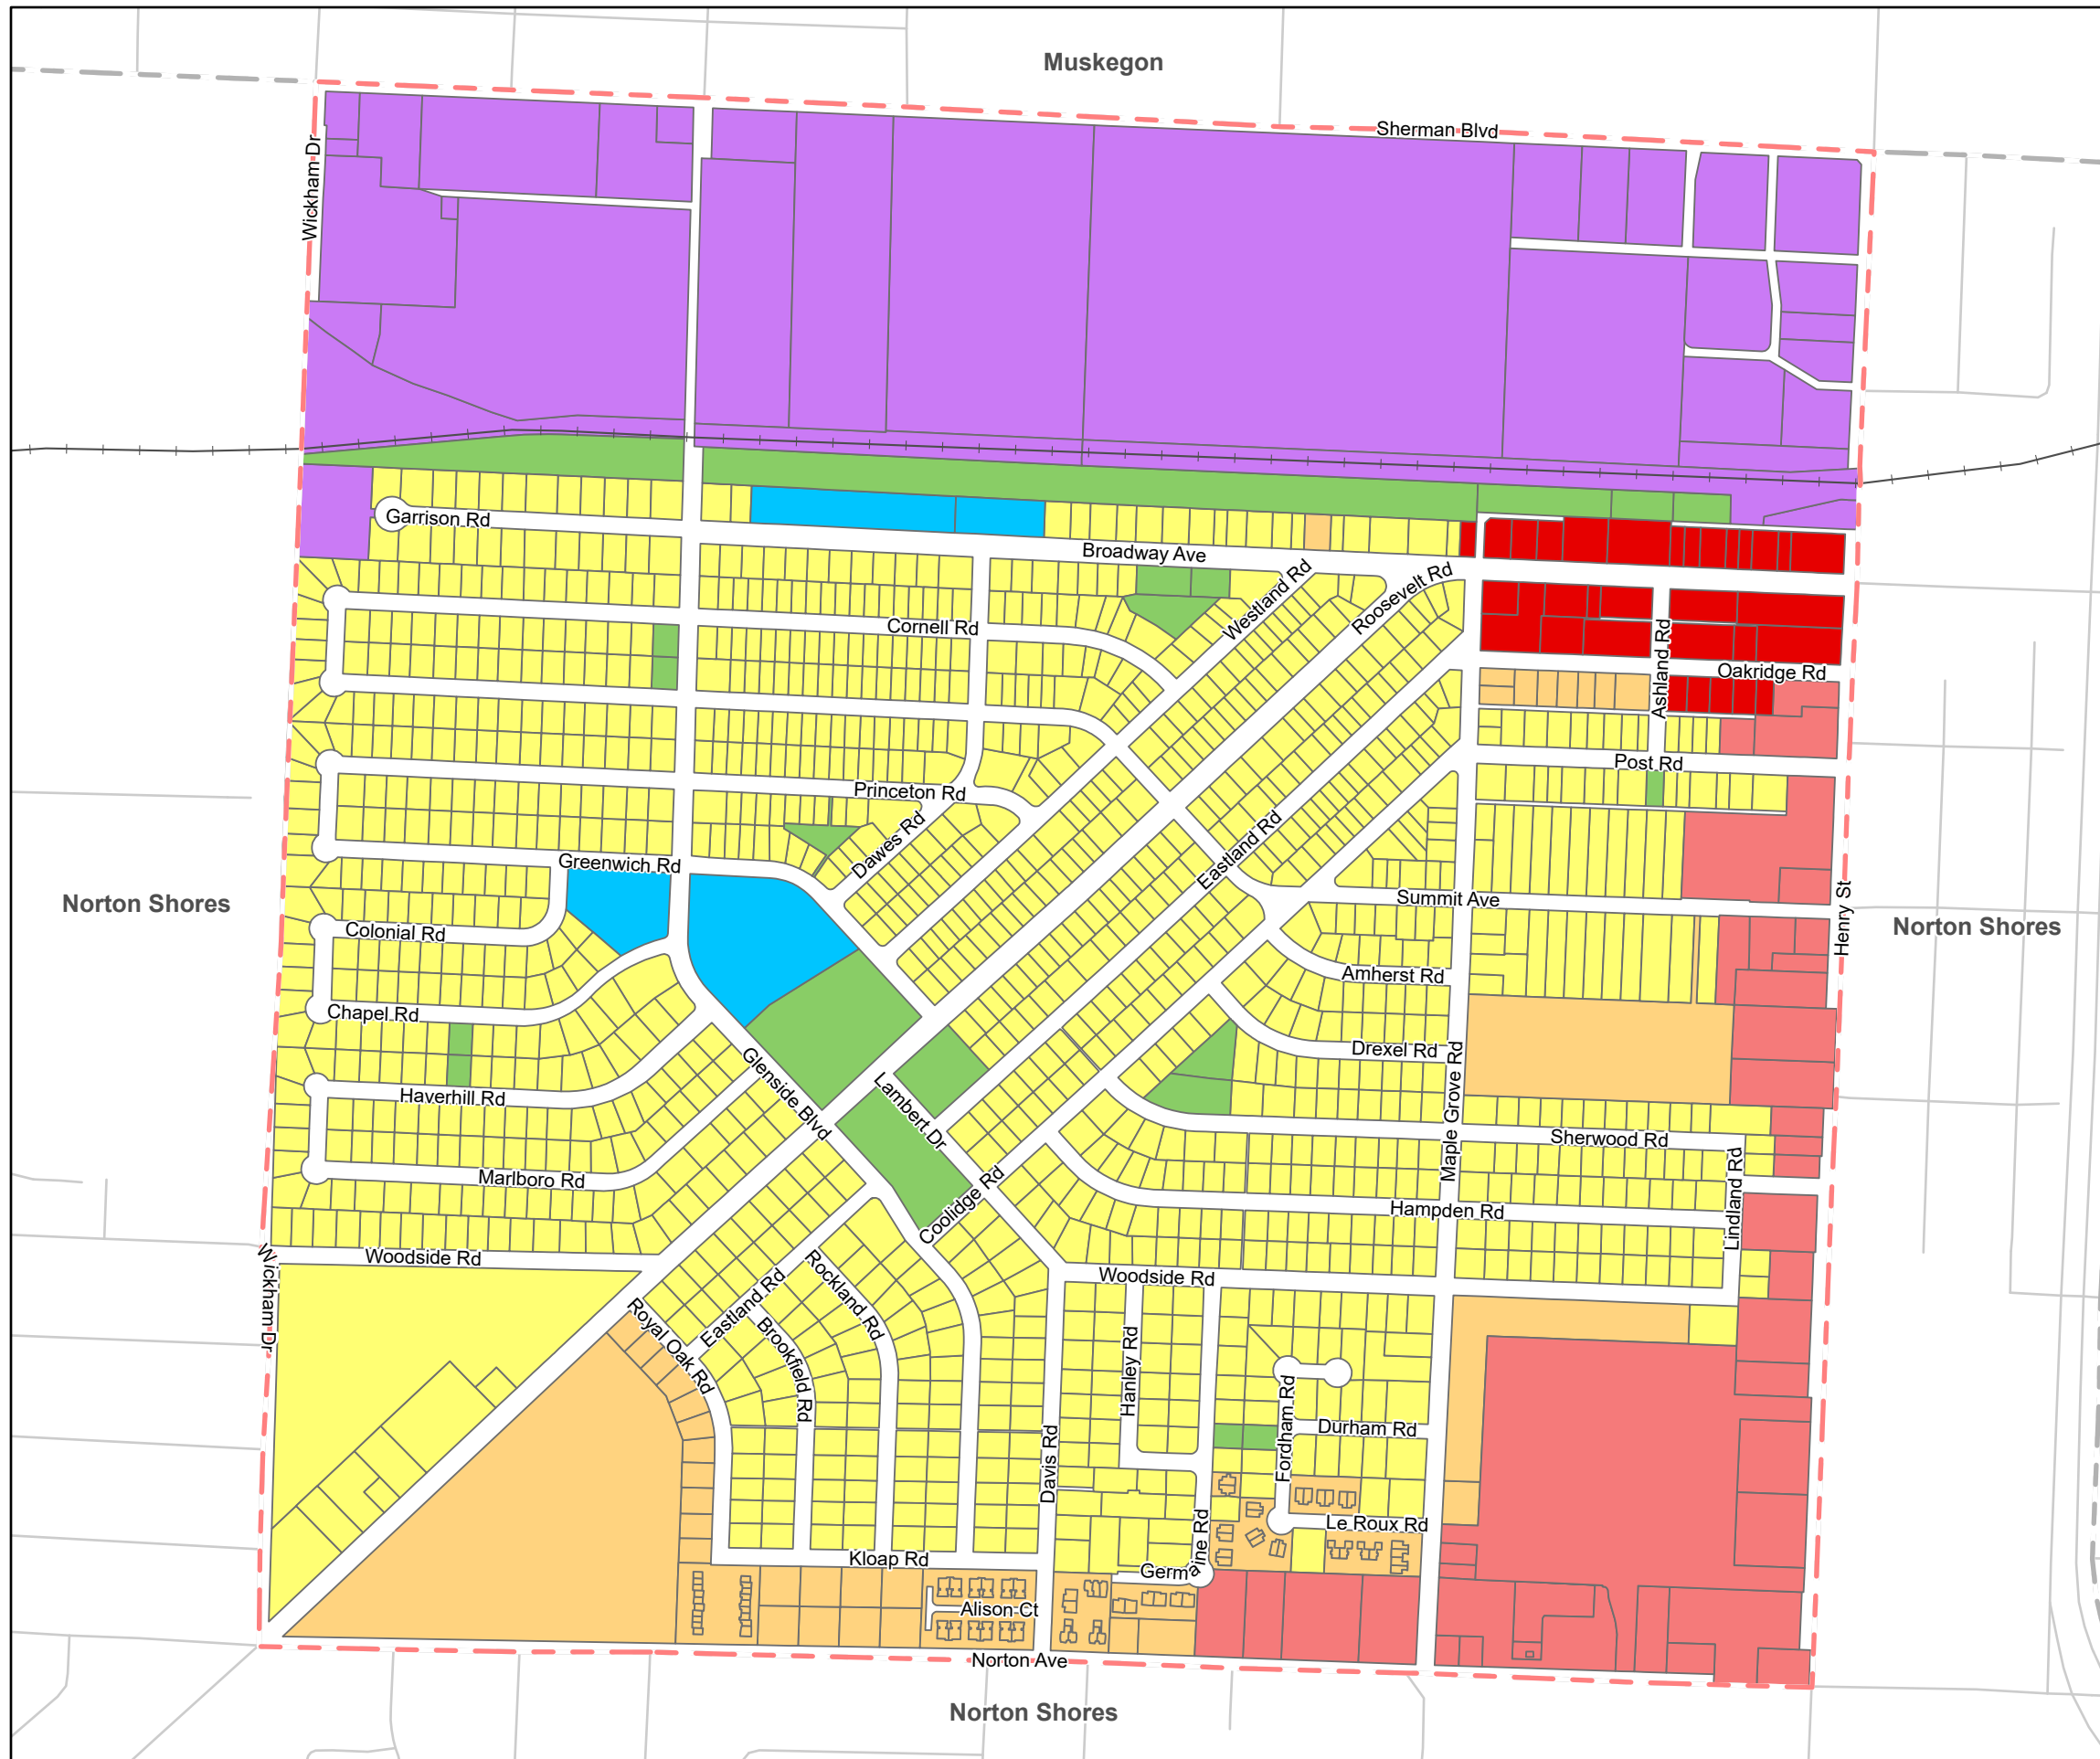 Muskegon
Sherman Blvd
Wickham Dr
Garrison Rd
Broadway Ave
Westland Rd
Roosevelt Rd
Cornell Rd
Ashland Rd
Oakridge Rd
Post Rd
Princeton Rd
Dawes Rd
Eastland Rd
Greenwich Rd
Summit Ave
Norton Shores
Henry St
Norton Shores
Colonial Rd
Amherst Rd
Chapel Rd
Drexel Rd
Glenside Blvd
Lambert Dr
Maple Grove Rd
Haverhill Rd
Sherwood Rd
Marlboro Rd
Coolidge Rd
Hampden Rd
Lindland Rd
Woodside Rd
Woodside Rd
Wickham Dr
Rockland Rd
Eastland Rd
Royal Oak Rd
Brookfield Rd
Hanley Rd
Fordham Rd
Durham Rd
Davis Rd
Le Roux Rd
Kloap Rd
Germaine Rd
Alison Ct
Norton Ave
Norton Shores